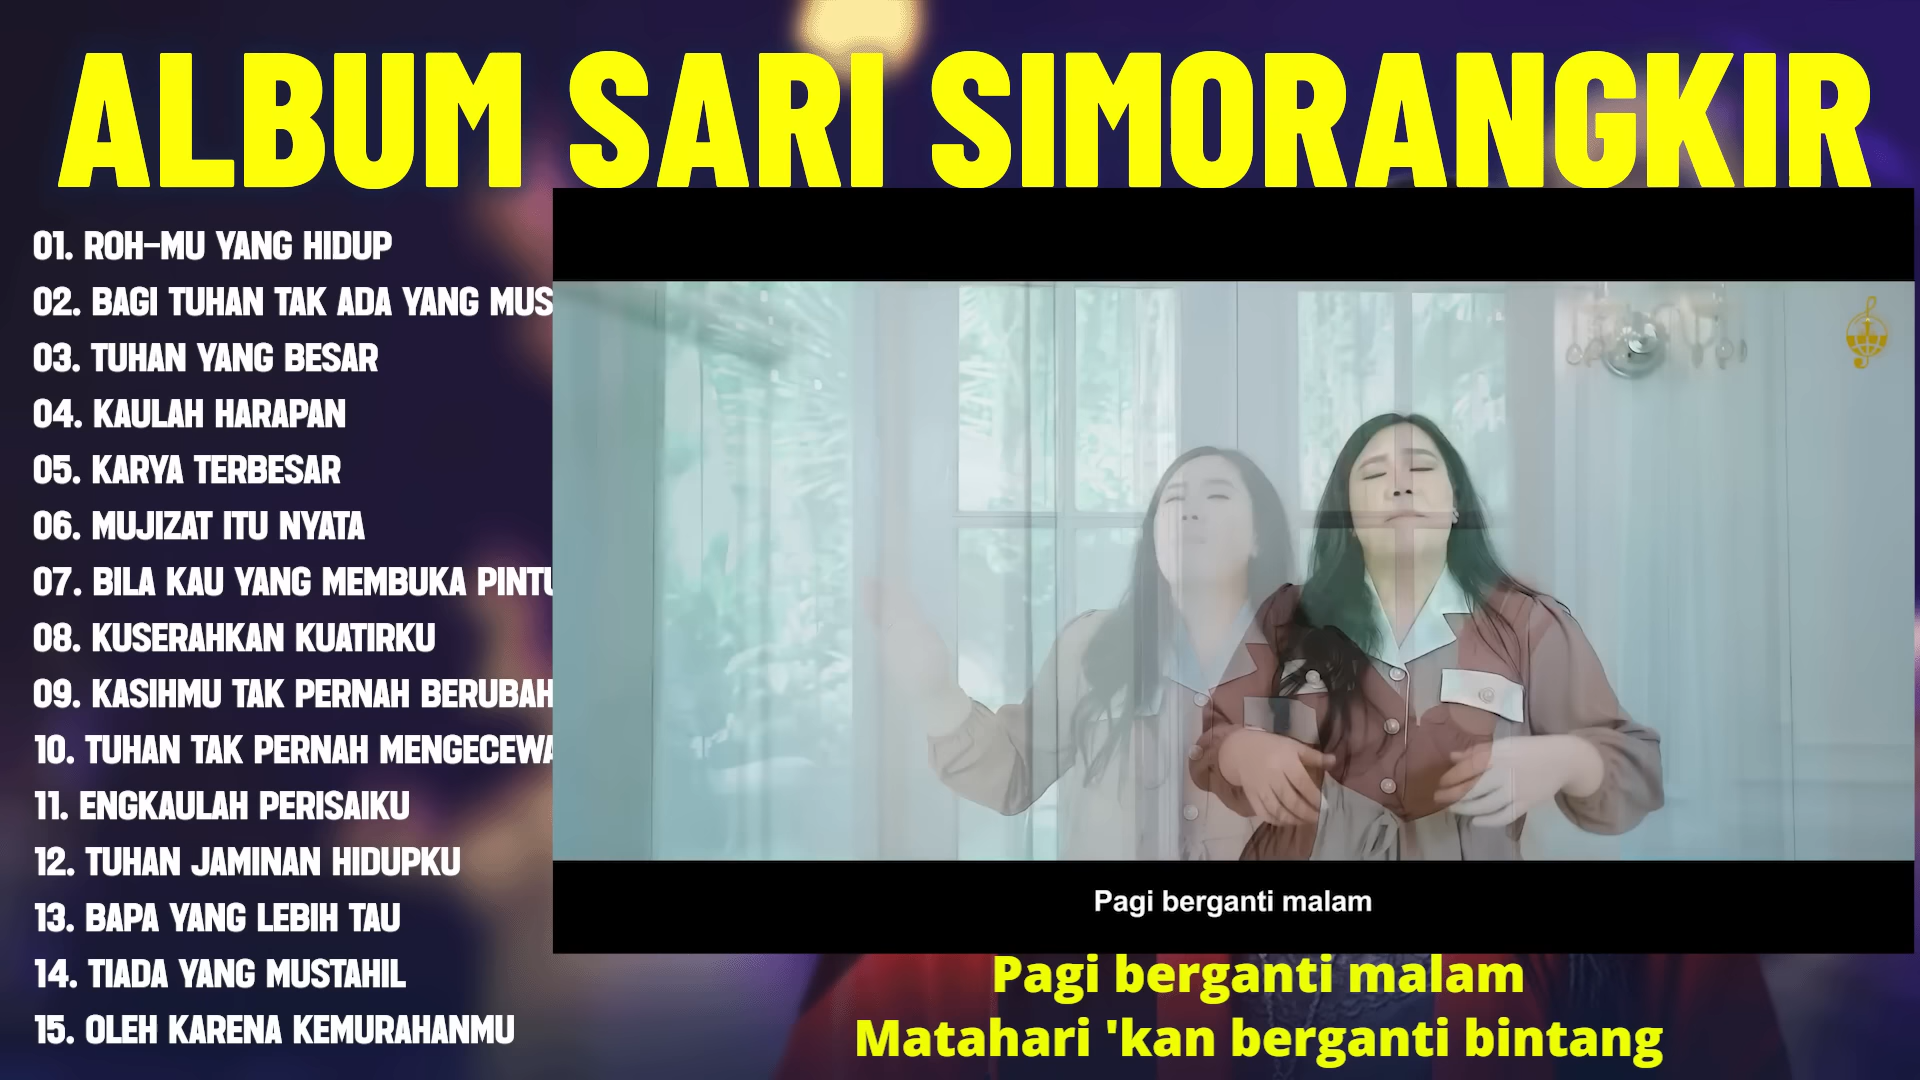 ALBUM SARI SIMORANGKIR
01. ROH-MU YANG HIDUP
02. BAGI TUHAN TAK ADA YANG MUS
03. TUHAN YANG BESAR
04. KAULAH HARAPAN
05. KARYA TERBESAR
06. MUJIZAT ITU NYATA
07. BILA KAU YANG MEMBUKA PINTU
08. KUSERAHKAN KUATIRKU
09. KASIHMU TAK PERNAH BERUBAH
10. TUHAN TAK PERNAH MENGECEWA
11. ENGKAULAH PERISAIKU
12. TUHAN JAMINAN HIDUPKU
13. BAPA YANG LEBIH TAU
14. TIADA YANG MUSTAHIL
15. OLEH KARENA KEMURAHANMU
Pagi berganti malam
Pagi berganti malam
Matahari 'kan berganti bintang